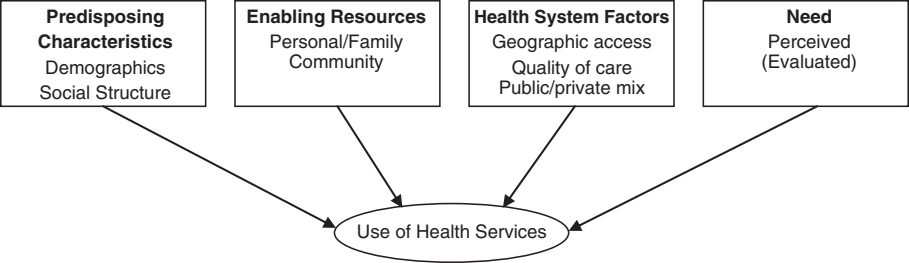 Predisposing
Characteristics
Demographics
Social Structure
Enabling Resources
Personal/Family
Community
Health System Factors
Geographic access
Quality of care
Public/private mix
Need
Perceived
(Evaluated)
Use of Health Services